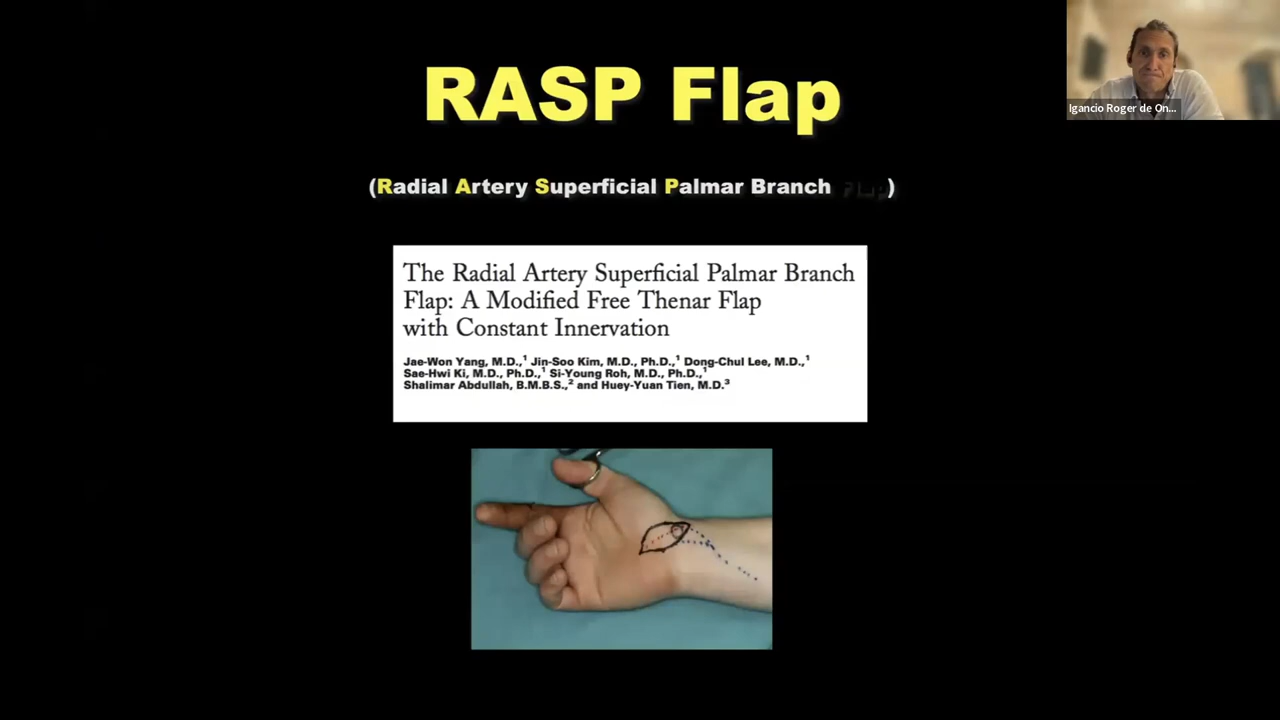 RASP Flap
(Radial Artery Superficial Palmar Branch Flap)
Igancio Roger de On...
The Radial Artery Superficial Palmar Branch
Flap: A Modified Free Thenar Flap
with Constant Innervation
Jae-Won Yang, M.D.,¹ Jin-Soo Kim, M.D., Ph.D.,¹ Dong-Chul Lee, M.D.,¹
Sae-Hwi Ki, M.D., Ph.D.,¹ Si-Young Roh, M.D., Ph.D.,¹
Shalimar Abdullah, B.M.B.S.,² and Huey-Yuan Tien, M.D.³